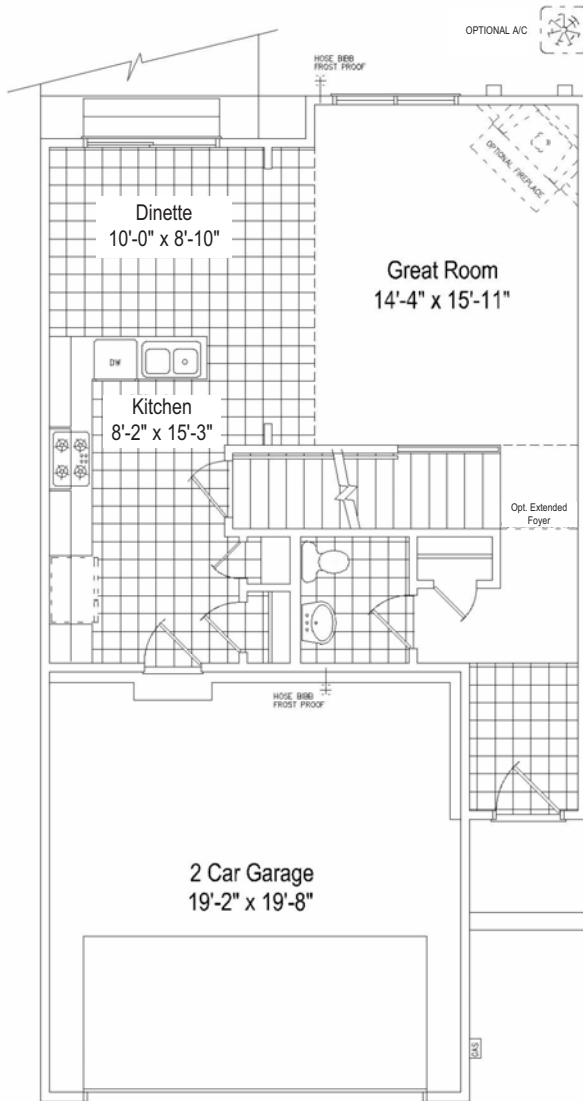 OPTIONAL A/C
HOSE BIBB
FROST PROOF
OPTIONAL FIREPLACE
Dinette
10'-0" x 8'-10"
Great Room
14'-4" x 15'-11"
DW
Kitchen
8'-2" x 15'-3"
Opt. Extended
Foyer
HOSE BIBB
FROST PROOF
2 Car Garage
19'-2" x 19'-8"
GAS